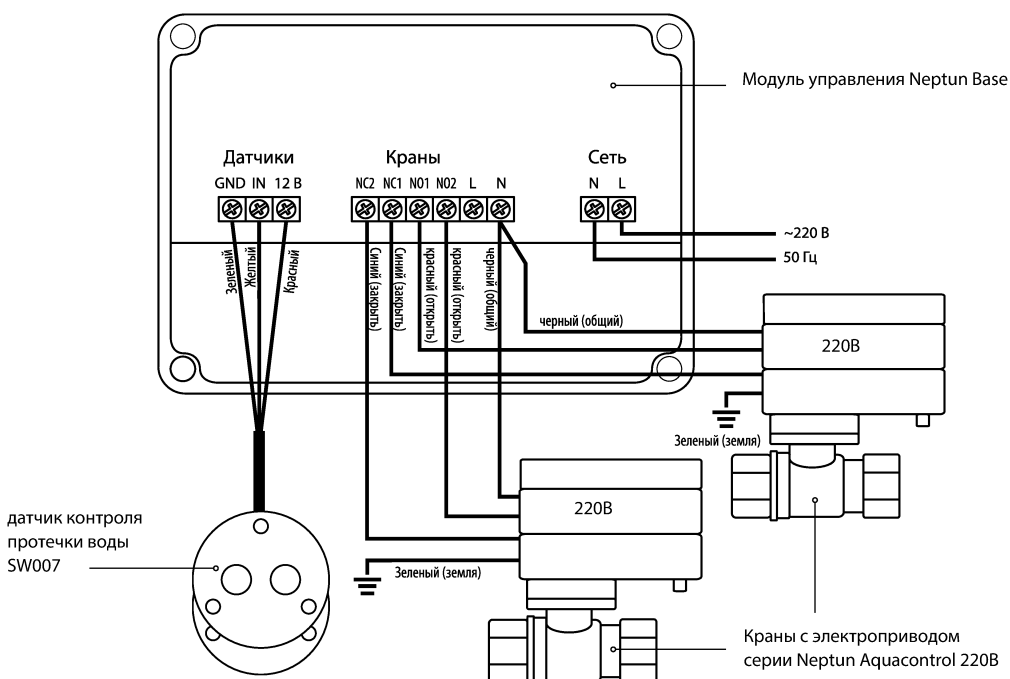 Модуль управления Neptun Base
Датчики
Краны
Сеть
GND IN 12 В
NC2 NC1 NO1 NO2 L N
N L
~220 В
50 Гц
Зеленый
Желтый
Красный
Синий (закрыть)
Синий (закрыть)
красный (открыть)
красный (открыть)
черный (общий)
черный (общий)
220В
Зеленый (земля)
220В
Зеленый (земля)
датчик контроля
протечки воды
SW007
Краны с электроприводом
серии Neptun Aquacontrol 220В